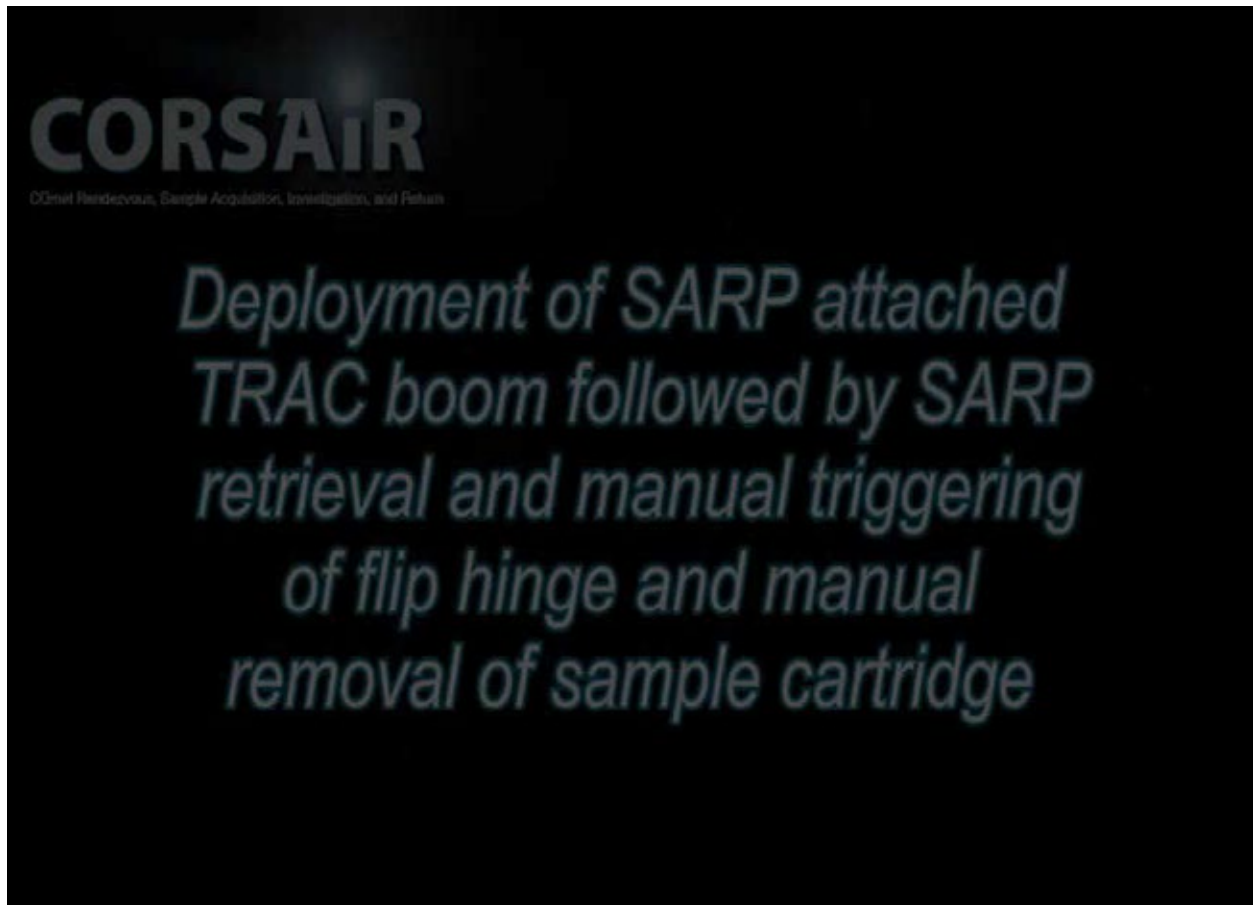 CORSAiR
COmet Rendezvous, Sample Acquisition, Investigation, and Return
Deployment of SARP attached
TRAC boom followed by SARP
retrieval and manual triggering
of flip hinge and manual
removal of sample cartridge